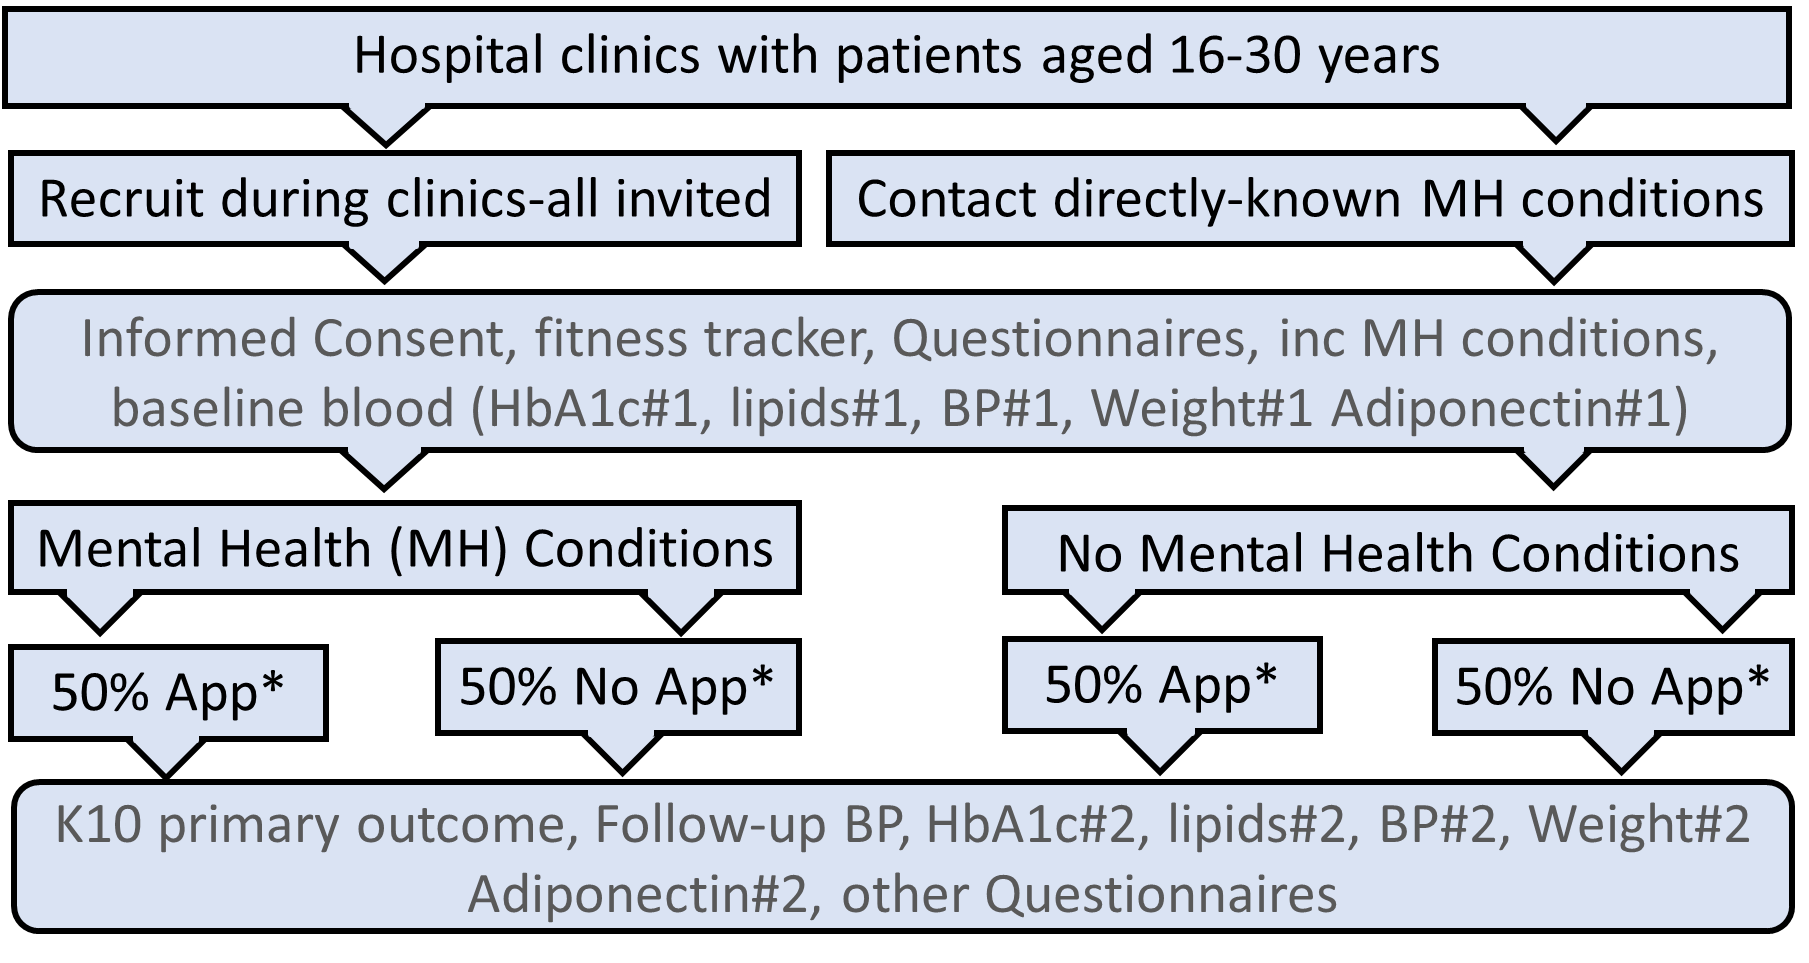 Hospital clinics with patients aged 16-30 years
Recruit during clinics-all invited
Contact directly-known MH conditions
Informed Consent, fitness tracker, Questionnaires, inc MH conditions,
baseline blood (HbA1c#1, lipids#1, BP#1, Weight#1 Adiponectin#1)
Mental Health (MH) Conditions
No Mental Health Conditions
50% App*
50% No App*
50% App*
50% No App*
K10 primary outcome, Follow-up BP, HbA1c#2, lipids#2, BP#2, Weight#2
Adiponectin#2, other Questionnaires